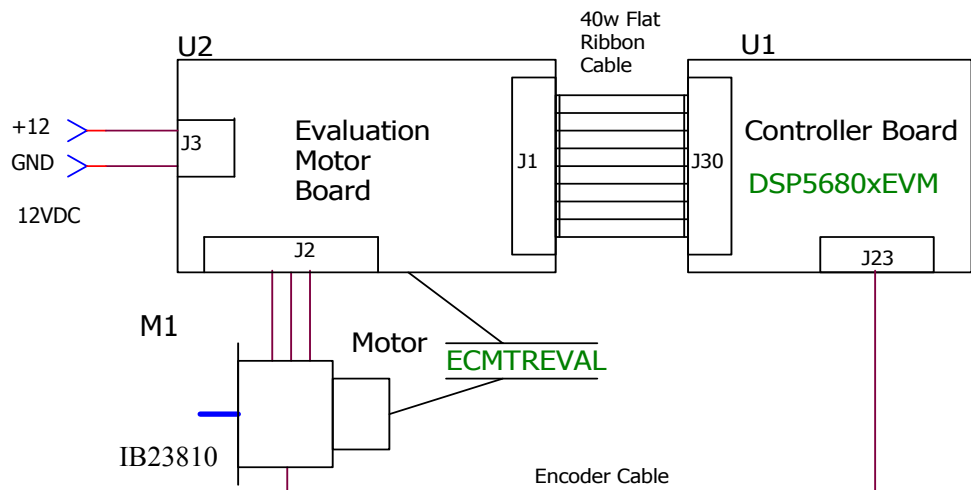 40w Flat
Ribbon
Cable
U2
U1
+12
GND
12VDC
J3
Evaluation
Motor
Board
J1
J30
Controller Board
DSP5680xEVM
J2
J23
M1
Motor
ECMTREVAL
IB23810
Encoder Cable